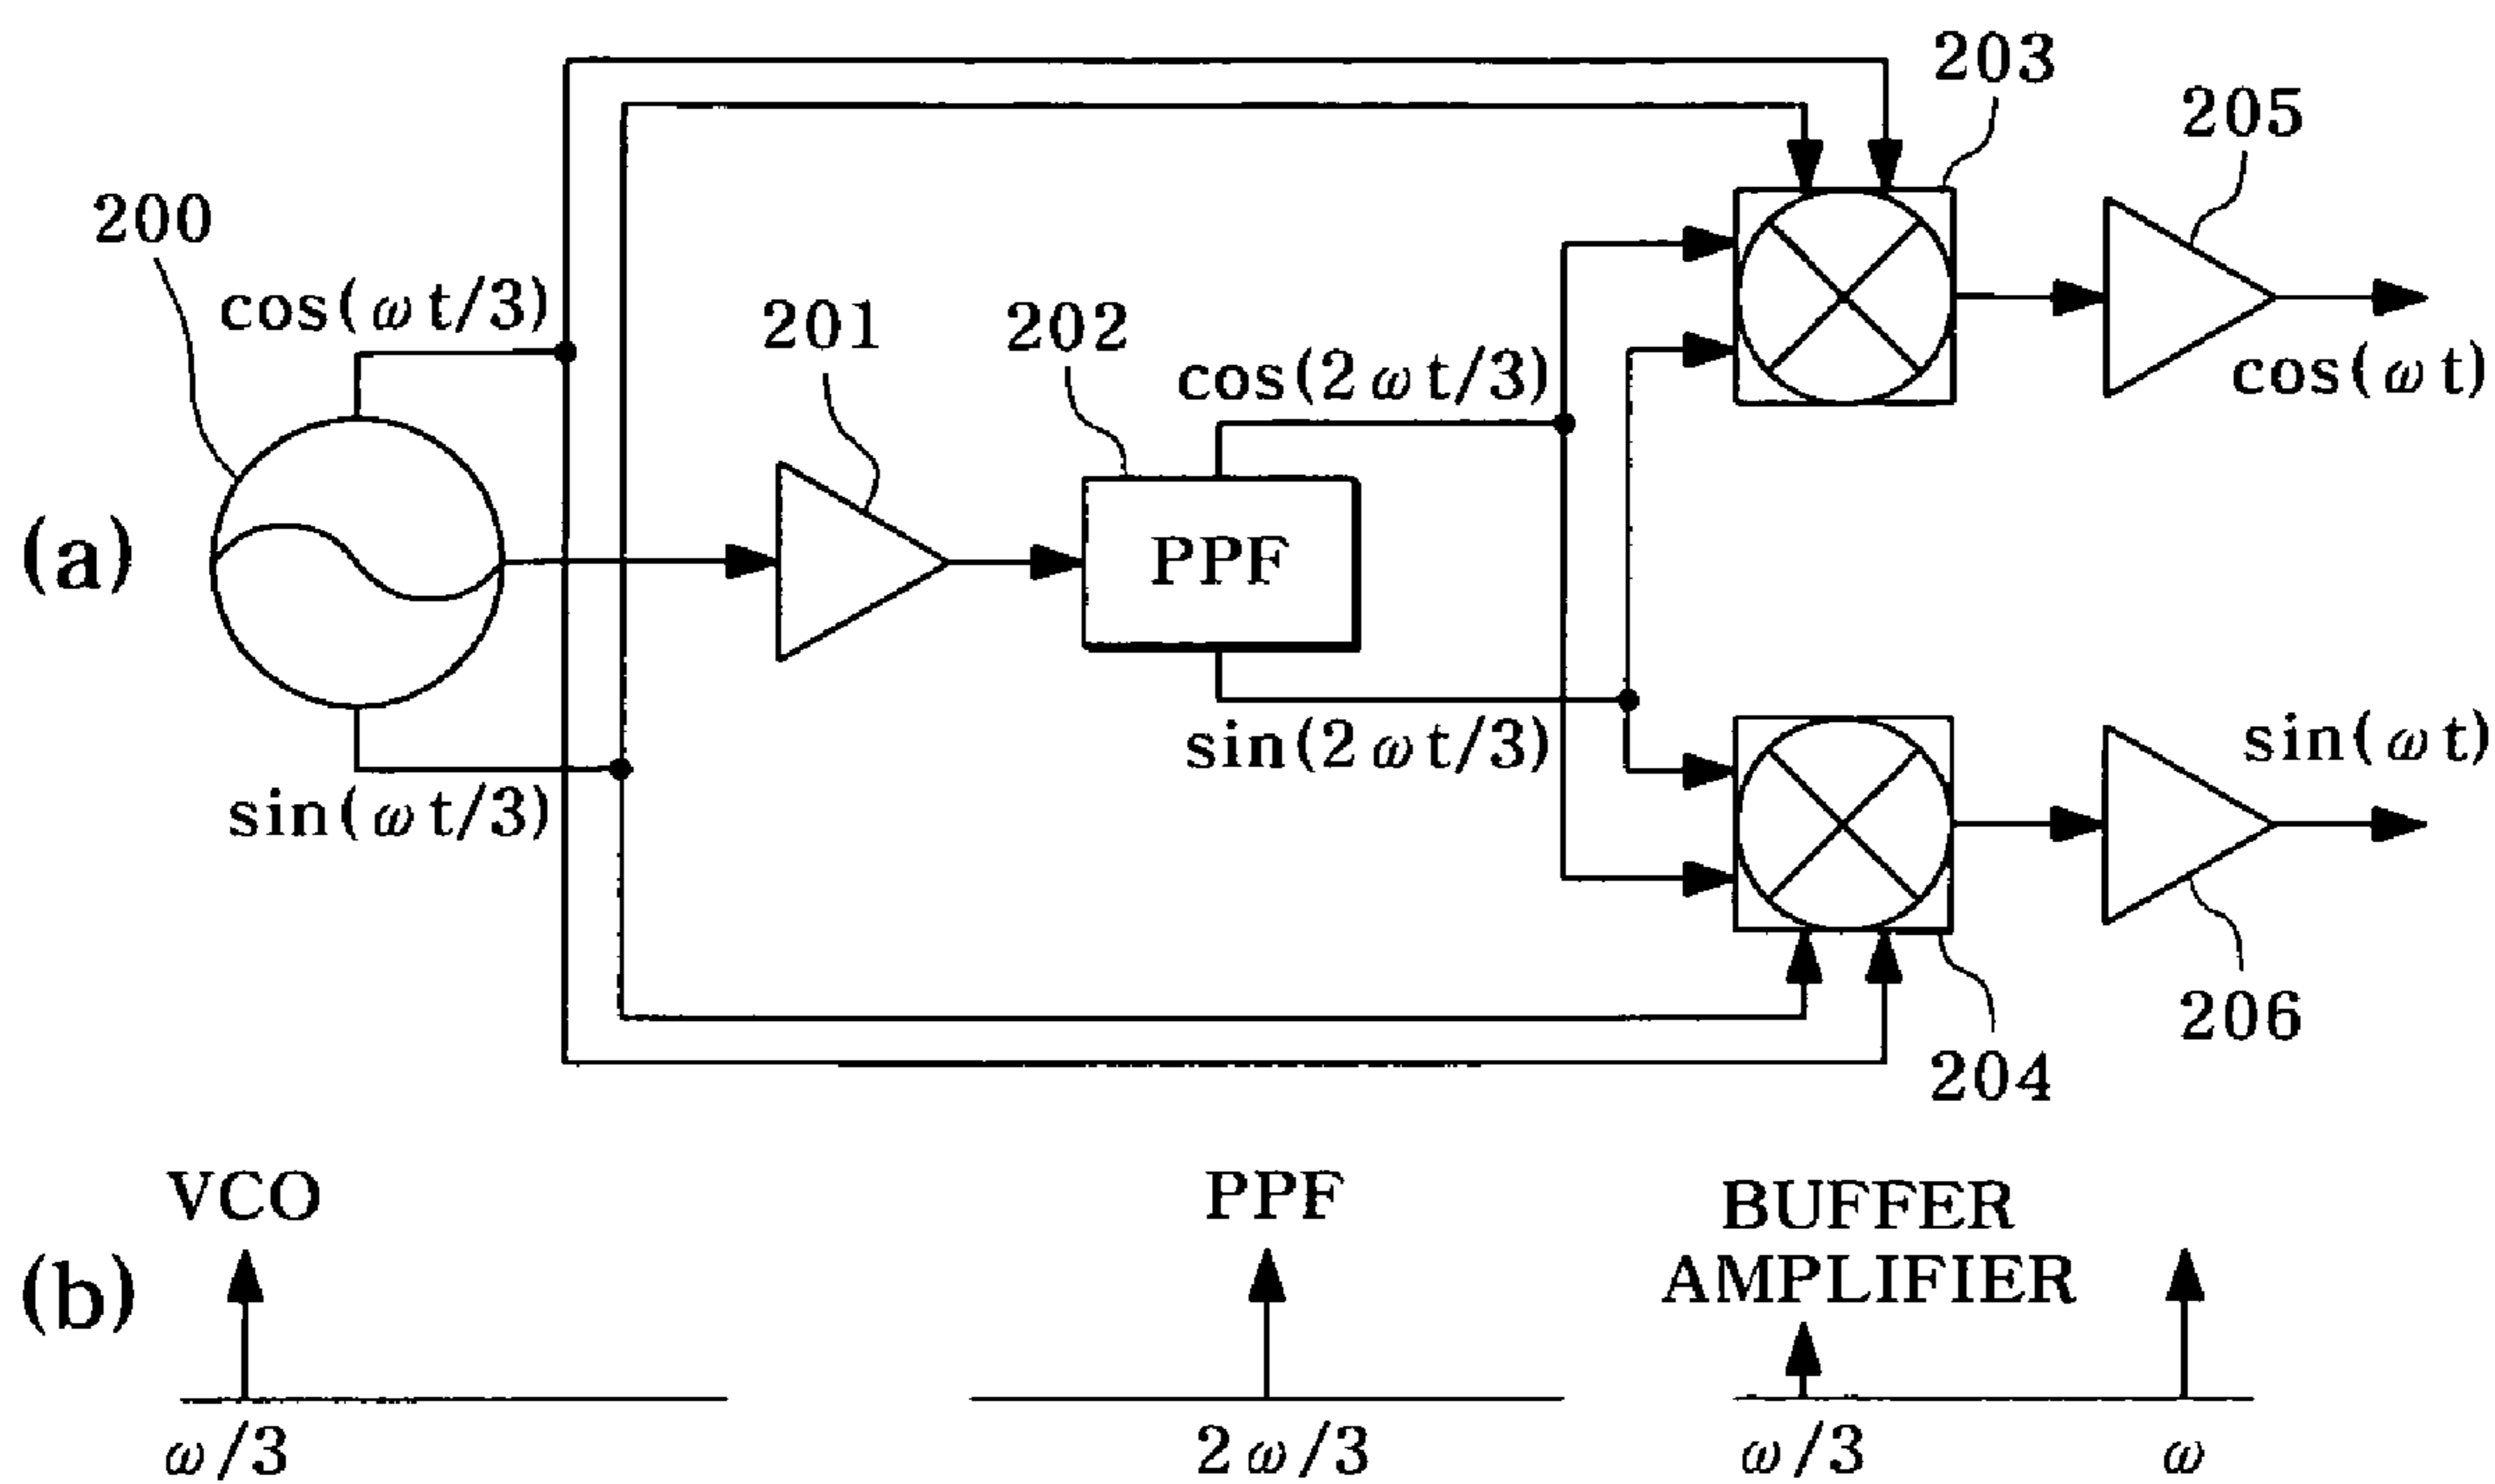 203
205
200
cos(ωt/3)
201
202
cos(2ωt/3)
cos(ωt)
(a)
PPF
sin(ωt/3)
sin(2ωt/3)
sin(ωt)
206
204
VCO
PPF
BUFFER
AMPLIFIER
(b)
ω/3
2ω/3
ω/3
ω